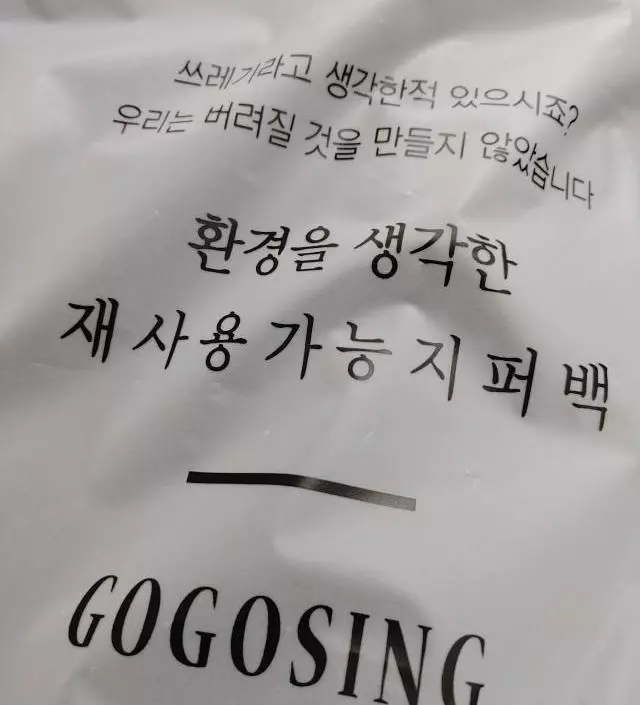 쓰레기라고 생각한적 있으시죠?
우리는 버려질 것을 만들지 않았습니다
환경을 생각한
재사용가능지퍼백
GOGOSING